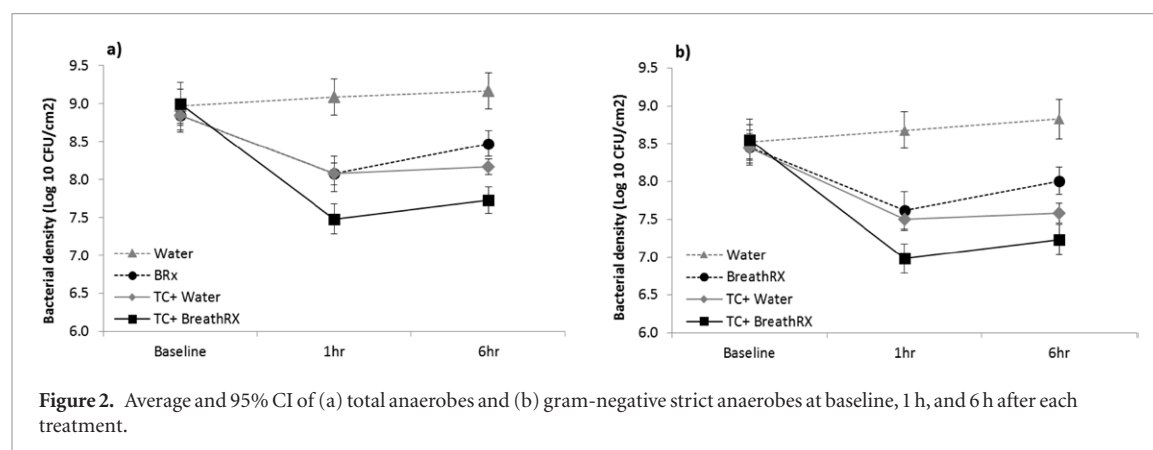 a)
Bacterial density (Log 10 CFU/cm2)
9.5
9.0
8.5
8.0
7.5
7.0
6.5
6.0
Water
BRx
TC+ Water
TC+ BreathRX
Baseline
1hr
6hr
b)
Bacterial density (Log 10 CFU/cm2)
9.5
9.0
8.5
8.0
7.5
7.0
6.5
6.0
Water
BreathRX
TC+ Water
TC+ BreathRX
Baseline
1hr
6hr
Figure 2. Average and 95% CI of (a) total anaerobes and (b) gram-negative strict anaerobes at baseline, 1 h, and 6 h after each
treatment.